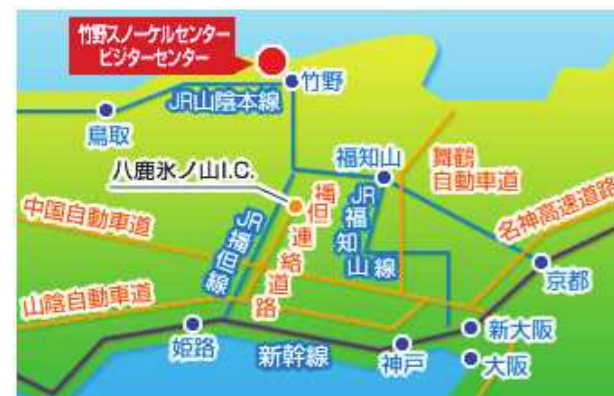 竹野スノーケルセンター
ビジターセンター
竹野
JR山陰本線
鳥取
八鹿氷ノ山I.C.
福知山
舞鶴
自動車道
中国自動車道
JR播但線
播但連絡道路
JR福知山線
名神高速道路
山陰自動車道
京都
姫路
新幹線
神戸
新大阪
大阪